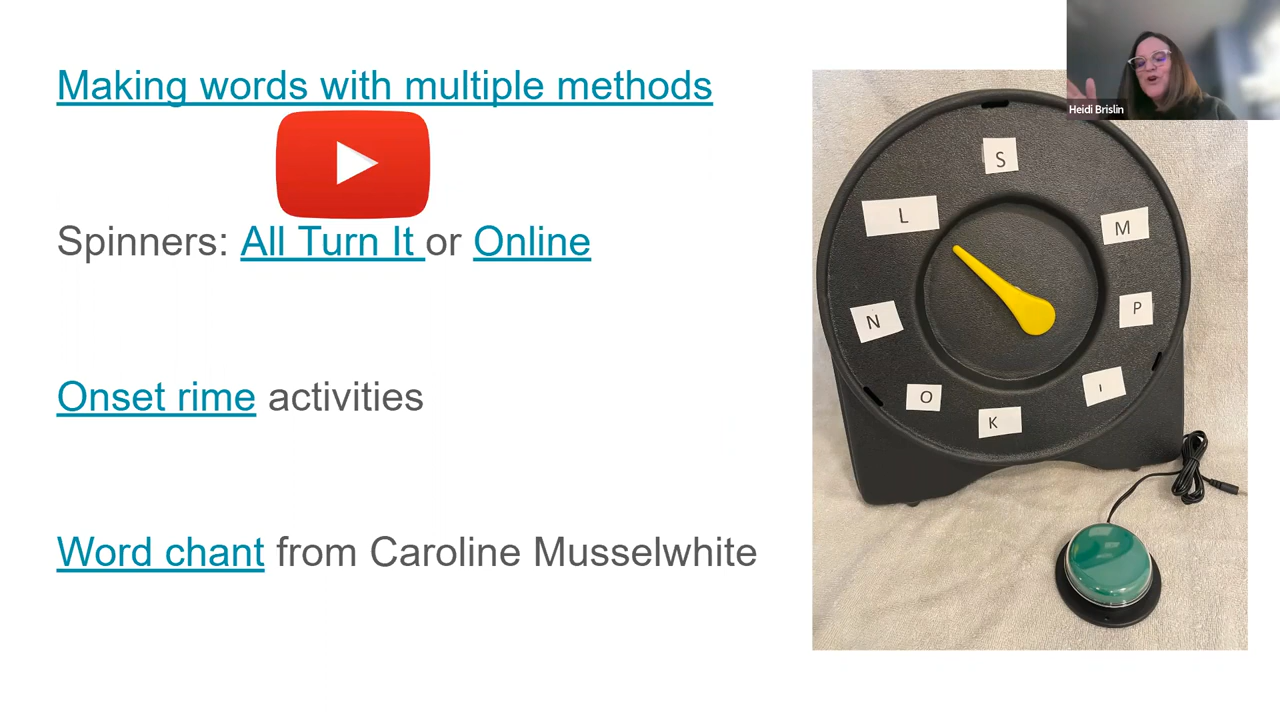 Making words with multiple methods
Heidi Brislin
Spinners: All Turn It or Online
Onset rime activities
Word chant from Caroline Musselwhite
S
L
M
N
P
O
K
I